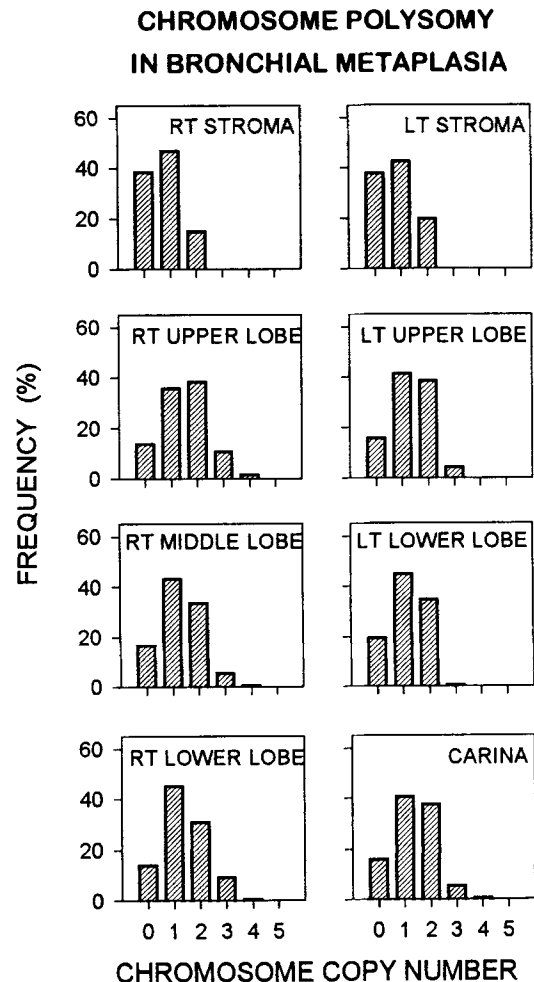 CHROMOSOME POLYSOMY
IN BRONCHIAL METAPLASIA
FREQUENCY (%)
60
40
20
0
RT STROMA
LT STROMA
60
40
20
0
RT UPPER LOBE
LT UPPER LOBE
60
40
20
0
RT MIDDLE LOBE
LT LOWER LOBE
60
40
20
0
RT LOWER LOBE
CARINA
0 1 2 3 4 5
0 1 2 3 4 5
CHROMOSOME COPY NUMBER